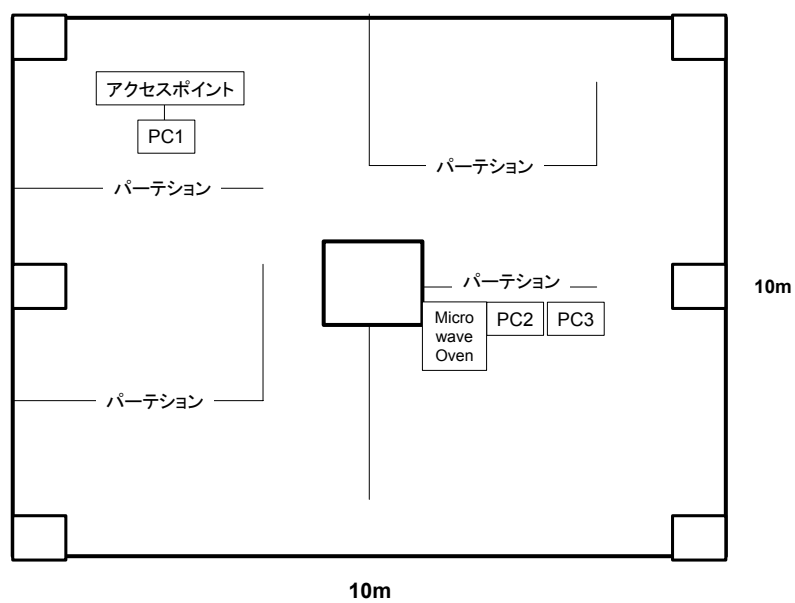 アクセスポイント
PC1
パーテション
パーテション
パーテション
10m
Micro
wave
Oven
PC2
PC3
パーテション
10m